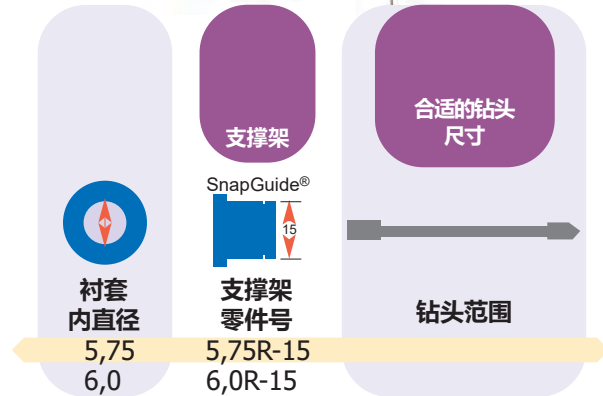 支撑架
合适的钻头
尺寸
SnapGuide®
15
衬套
内直径
支撑架
零件号
钻头范围
5,75 5,75R-15
6,0 6,0R-15